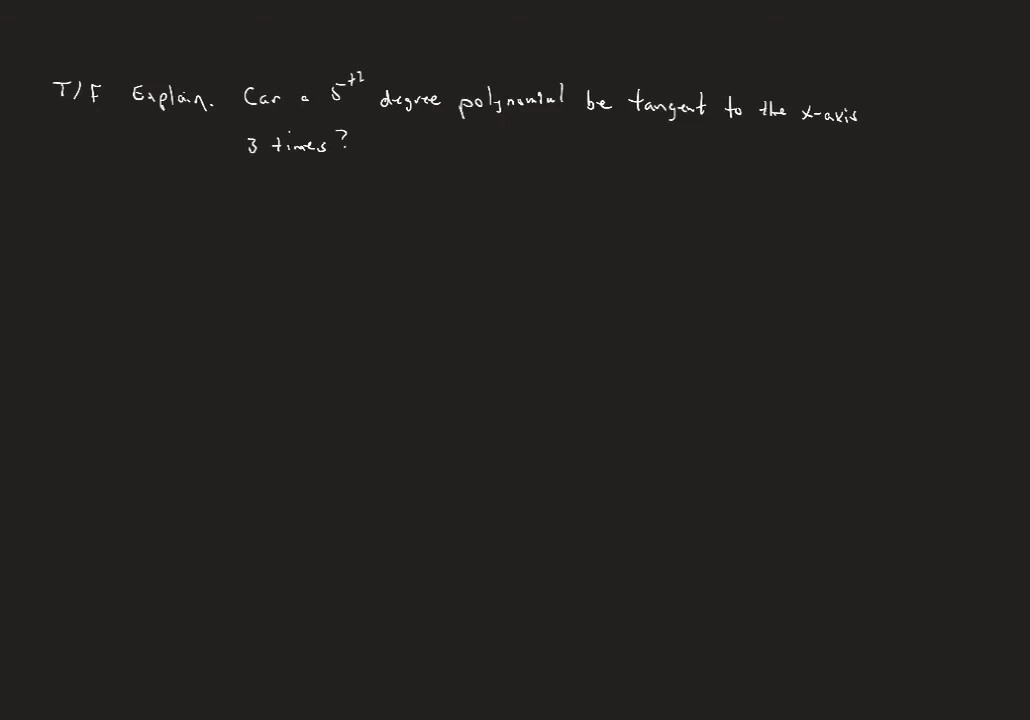 T/F Explain. Can a 5th degree polynomial be tangent to the x-axis
3 times?